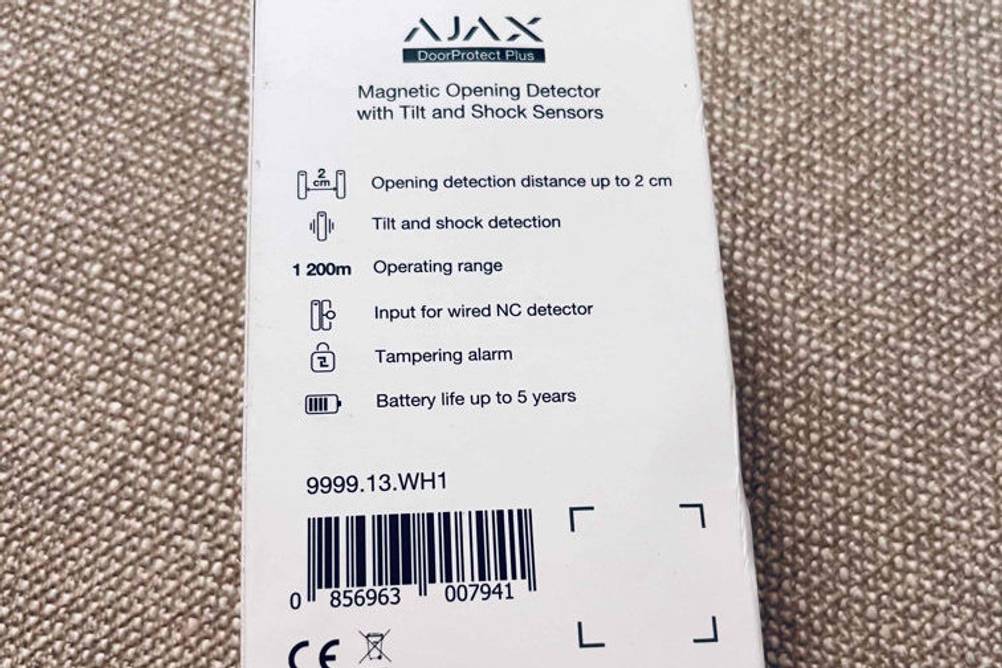 AJAX
DoorProtect Plus
Magnetic Opening Detector
with Tilt and Shock Sensors
2
cm
Opening detection distance up to 2 cm
Tilt and shock detection
1 200m Operating range
Input for wired NC detector
Tampering alarm
Battery life up to 5 years
9999.13.WH1
0 856963 007941
CE